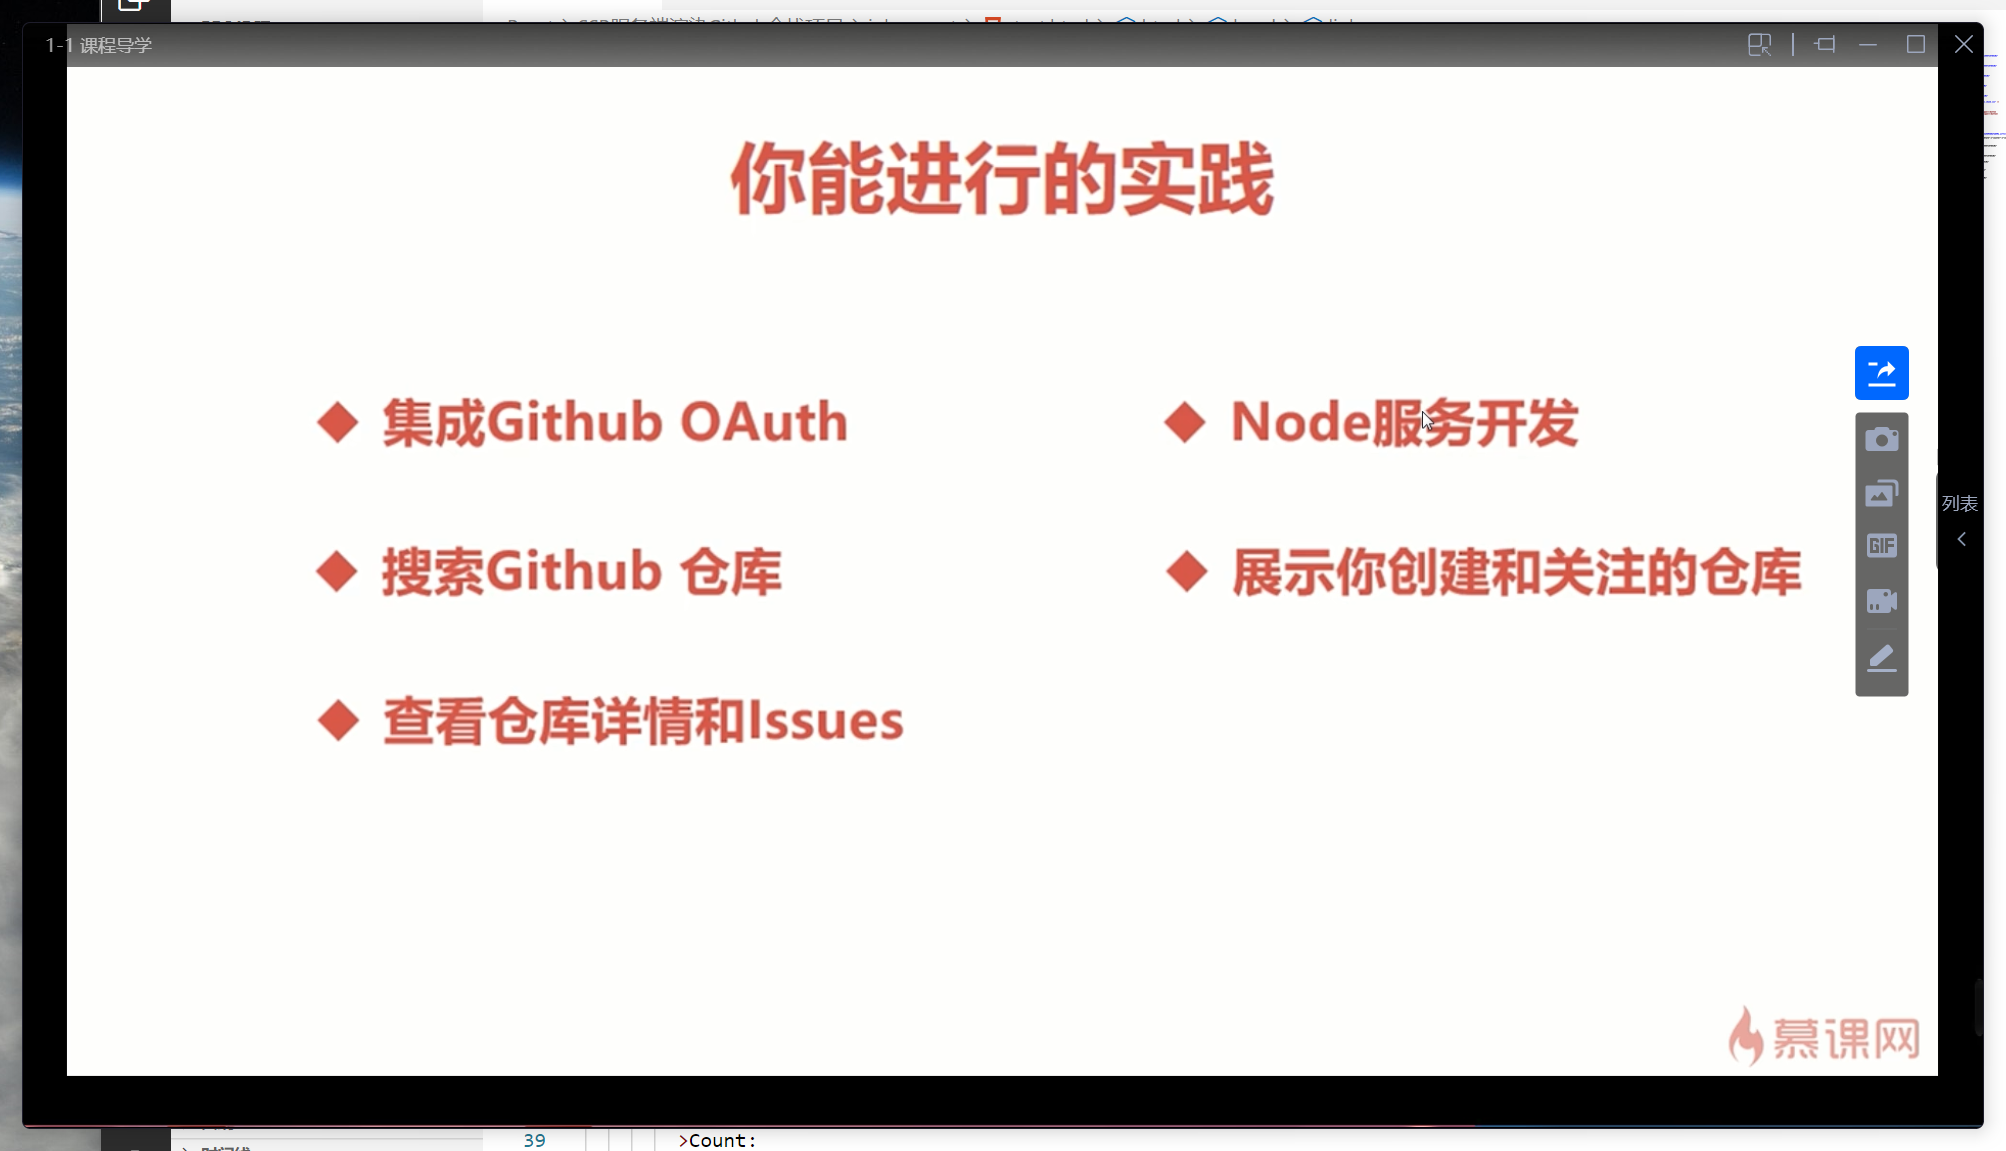 1-1 课程导学
你能进行的实践
◆ 集成Github OAuth
◆ Node服务开发
◆ 搜索Github 仓库
◆ 展示你创建和关注的仓库
◆ 查看仓库详情和Issues
GIF
列表
慕课网
39
>Count: